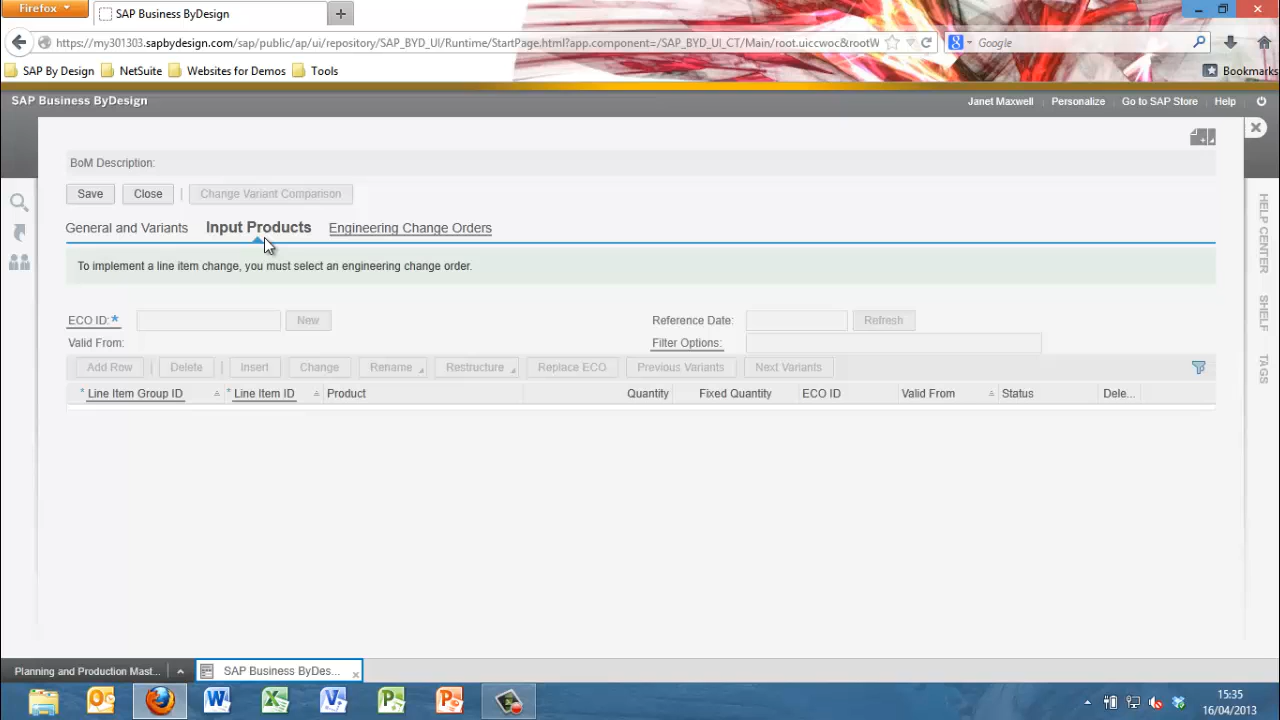 Firefox
SAP Business ByDesign
https://my301303.sapbydesign.com/sap/public/ap/ui/repository/SAP_BYD_UI/Runtime/StartPage.html?app.component=/SAP_BYD_UI_CT/Main/root.uiccwoc&rootW
Google
SAP By Design
NetSuite
Websites for Demos
Tools
Bookmarks
SAP Business ByDesign
Janet Maxwell
Personalize
Go to SAP Store
Help
BoM Description:
Save
Close
Change Variant Comparison
General and Variants
Input Products
Engineering Change Orders
To implement a line item change, you must select an engineering change order.
ECO ID:*
New
Reference Date:
Refresh
Valid From:
Filter Options:
Add Row
Delete
Insert
Change
Rename
Restructure
Replace ECO
Previous Variants
Next Variants
* Line Item Group ID
* Line Item ID
Product
Quantity
Fixed Quantity
ECO ID
Valid From
Status
Dele...
HELP CENTER
SHELF
TAGS
Planning and Production Mast...
SAP Business ByDes...
15:35
16/04/2013